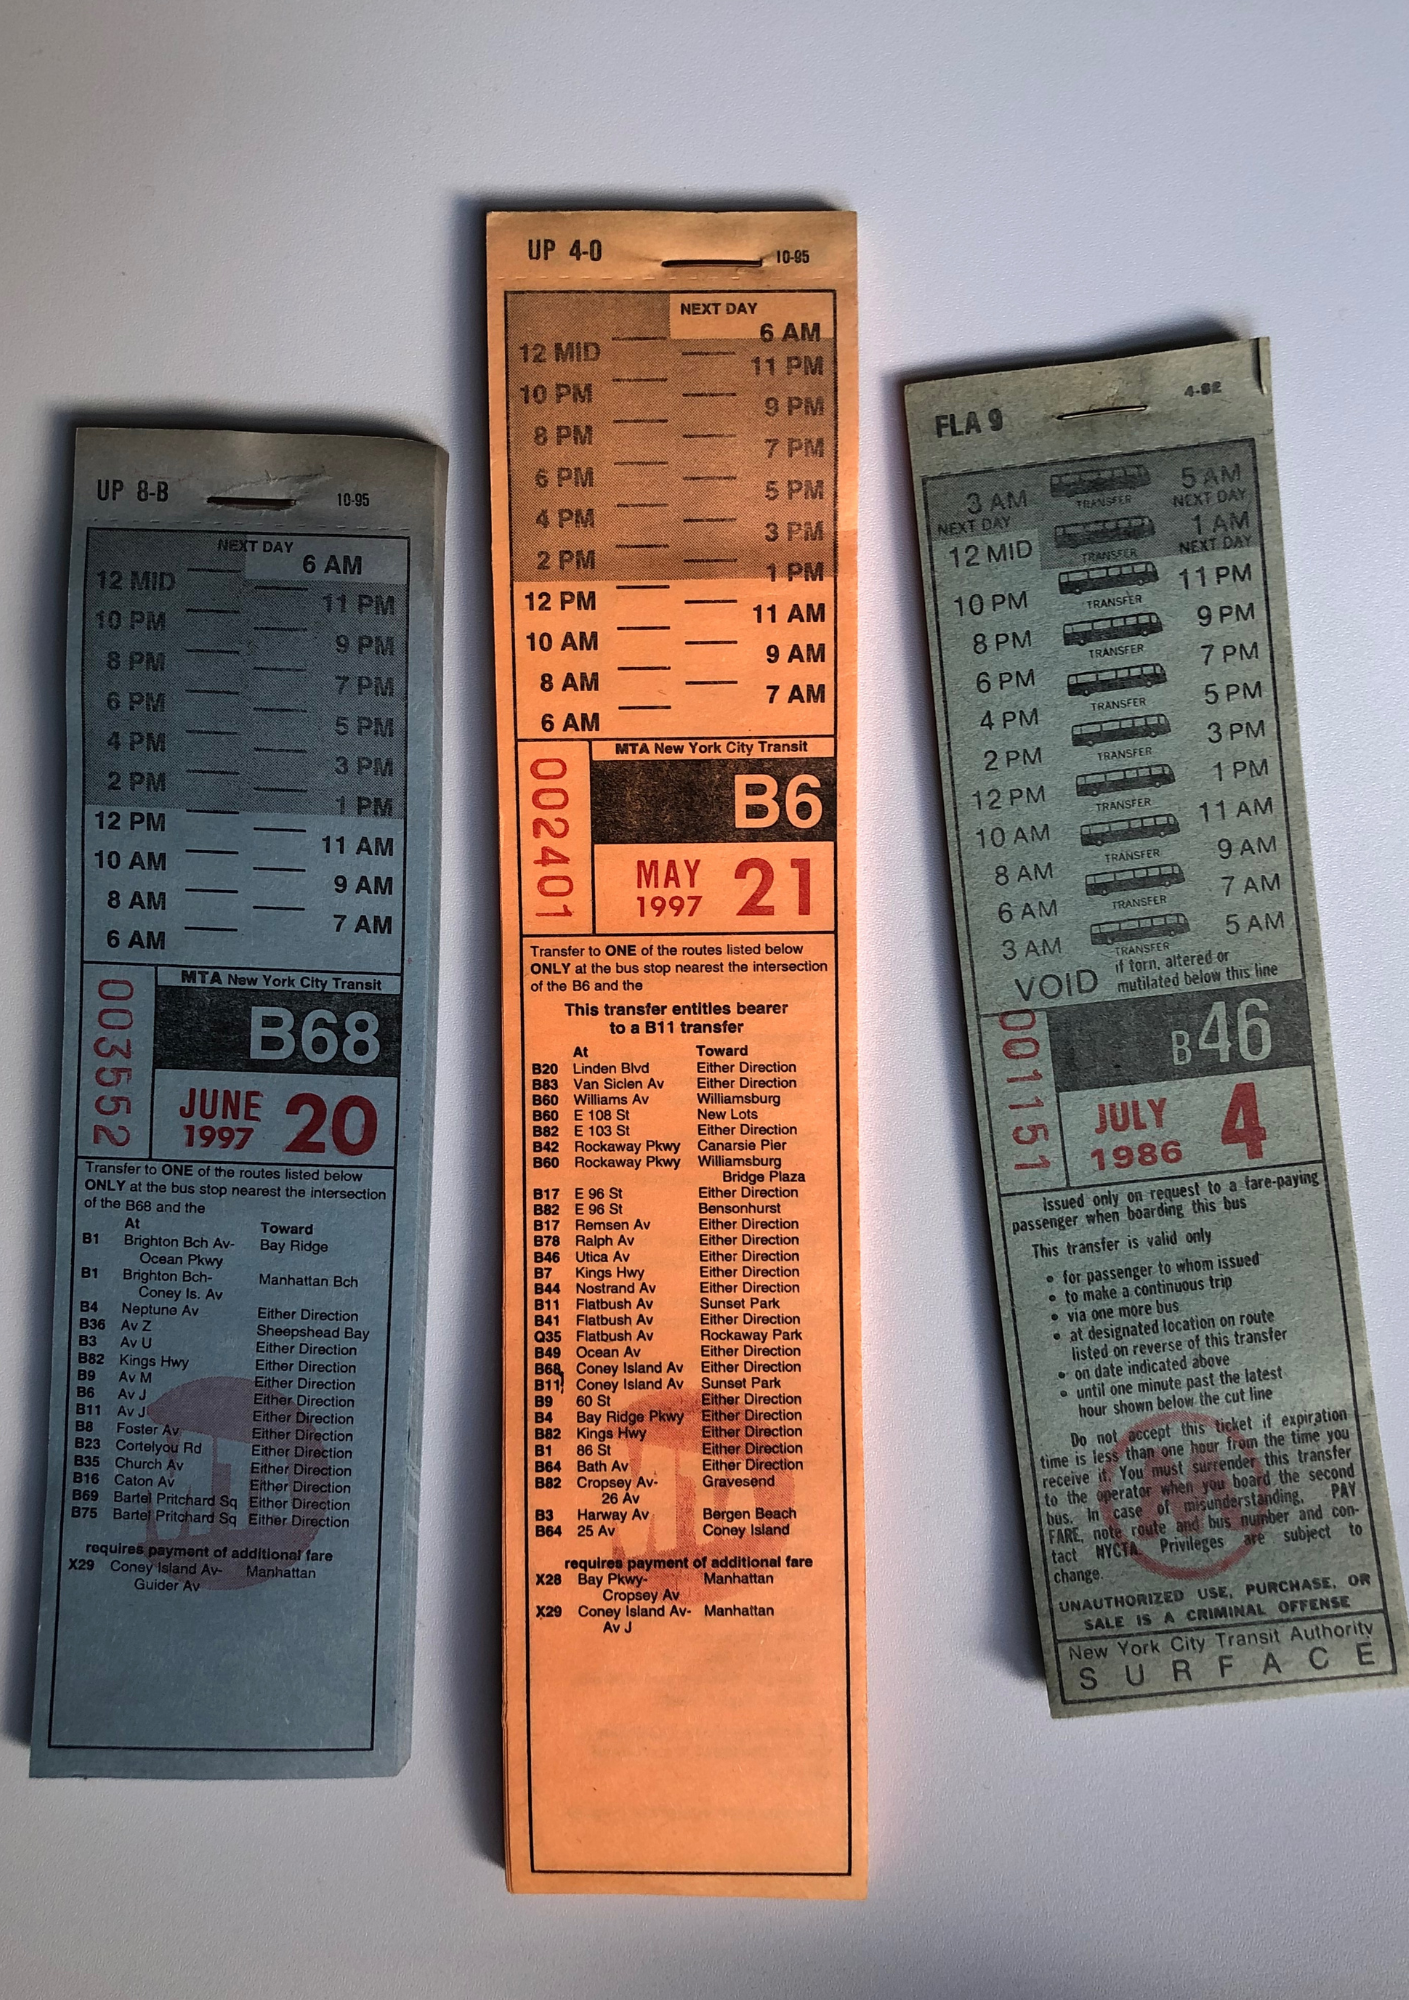 UP 8-B 10-95
NEXT DAY
6 AM
12 MID
11 PM
10 PM
9 PM
8 PM
7 PM
6 PM
5 PM
4 PM
3 PM
2 PM
1 PM
12 PM
11 AM
10 AM
9 AM
8 AM
7 AM
6 AM
003552
MTA New York City Transit
B68
JUNE 20
1997
Transfer to ONE of the routes listed below
ONLY at the bus stop nearest the intersection
of the B68 and the
At Toward
B1 Brighton Bch Av- Bay Ridge
Ocean Pkwy
B1 Brighton Bch- Manhattan Bch
Coney Is. Av
B4 Neptune Av Either Direction
B36 Av Z Sheepshead Bay
B3 Av U Either Direction
B82 Kings Hwy Either Direction
B9 Av M Either Direction
B6 Av J Either Direction
B11 Av J Either Direction
B8 Foster Av Either Direction
B23 Cortelyou Rd Either Direction
B35 Church Av Either Direction
B16 Caton Av Either Direction
B69 Bartel Pritchard Sq Either Direction
B75 Bartel Pritchard Sq Either Direction
requires payment of additional fare
X29 Coney Island Av- Manhattan
Guider Av
UP 4-0 10-95
NEXT DAY
6 AM
12 MID
11 PM
10 PM
9 PM
8 PM
7 PM
6 PM
5 PM
4 PM
3 PM
2 PM
1 PM
12 PM
11 AM
10 AM
9 AM
8 AM
7 AM
6 AM
002401
MTA New York City Transit
B6
MAY 21
1997
Transfer to ONE of the routes listed below
ONLY at the bus stop nearest the intersection
of the B6 and the
This transfer entities bearer
to a B11 transfer
At Toward
B20 Linden Blvd Either Direction
B83 Van Siclen Av Either Direction
B60 Williams Av Williamsburg
B60 E 108 St New Lots
B82 E 103 St Either Direction
B42 Rockaway Pkwy Canarsie Pier
B60 Rockaway Pkwy Williamsburg
Bridge Plaza
B17 E 96 St Either Direction
B82 E 96 St Bensonhurst
B17 Remsen Av Either Direction
B78 Ralph Av Either Direction
B46 Utica Av Either Direction
B7 Kings Hwy Either Direction
B44 Nostrand Av Either Direction
B11 Flatbush Av Sunset Park
B41 Flatbush Av Either Direction
Q35 Flatbush Av Rockaway Park
B49 Ocean Av Either Direction
B68 Coney Island Av Either Direction
B11 Coney Island Av Sunset Park
B9 60 St Either Direction
B4 Bay Ridge Pkwy Either Direction
B82 Kings Hwy Either Direction
B1 86 St Either Direction
B64 Bath Av Either Direction
B82 Cropsey Av- Gravesend
26 Av
B3 Harway Av Bergen Beach
B64 25 Av Coney Island
requires payment of additional fare
X28 Bay Pkwy- Manhattan
Cropsey Av
X29 Coney Island Av- Manhattan
Av J
FLA 9
3 AM TRANSFER 5 AM
NEXT DAY NEXT DAY
12 MID TRANSFER 1 AM
NEXT DAY
10 PM TRANSFER 11 PM
8 PM TRANSFER 9 PM
6 PM TRANSFER 7 PM
4 PM TRANSFER 5 PM
2 PM TRANSFER 3 PM
12 PM TRANSFER 1 PM
10 AM TRANSFER 11 AM
8 AM TRANSFER 9 AM
6 AM TRANSFER 7 AM
3 AM TRANSFER 5 AM
VOID if torn, altered or
mutilated below this line
001151
B46
JULY 4
1986
Issued only on request to a fare-paying
passenger when boarding this bus
This transfer is valid only
• for passenger to whom issued
• to make a continuous trip
• via one more bus
• at designated location on route
listed on reverse of this transfer
• on date indicated above
• until one minute past the latest
hour shown below the cut line
Do not accept this ticket if expiration
time is less than one hour from the time you
receive it. You must surrender this transfer
to the operator when you board the second
bus. In case of misunderstanding, PAY
FARE, note route and bus number and con-
tact NYCTA. Privileges are subject to
change.
UNAUTHORIZED USE, PURCHASE, OR
SALE IS A CRIMINAL OFFENSE
New York City Transit Authority
SURFACE